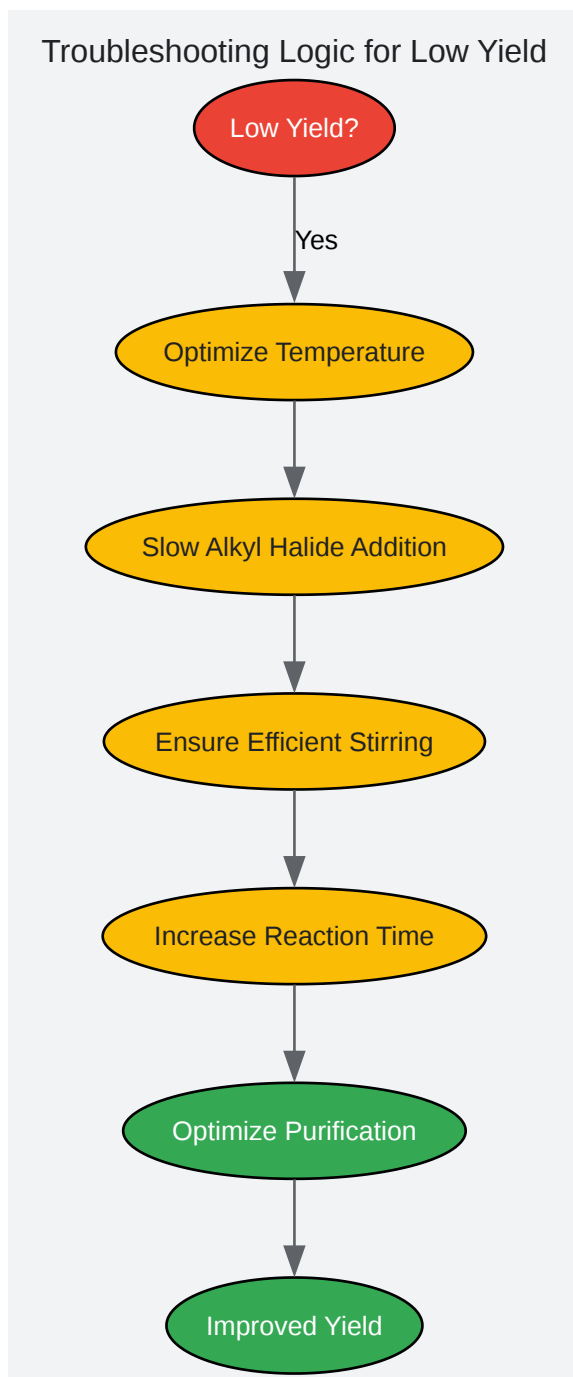 Troubleshooting Logic for Low Yield
Low Yield?
Yes
Optimize Temperature
Slow Alkyl Halide Addition
Ensure Efficient Stirring
Increase Reaction Time
Optimize Purification
Improved Yield